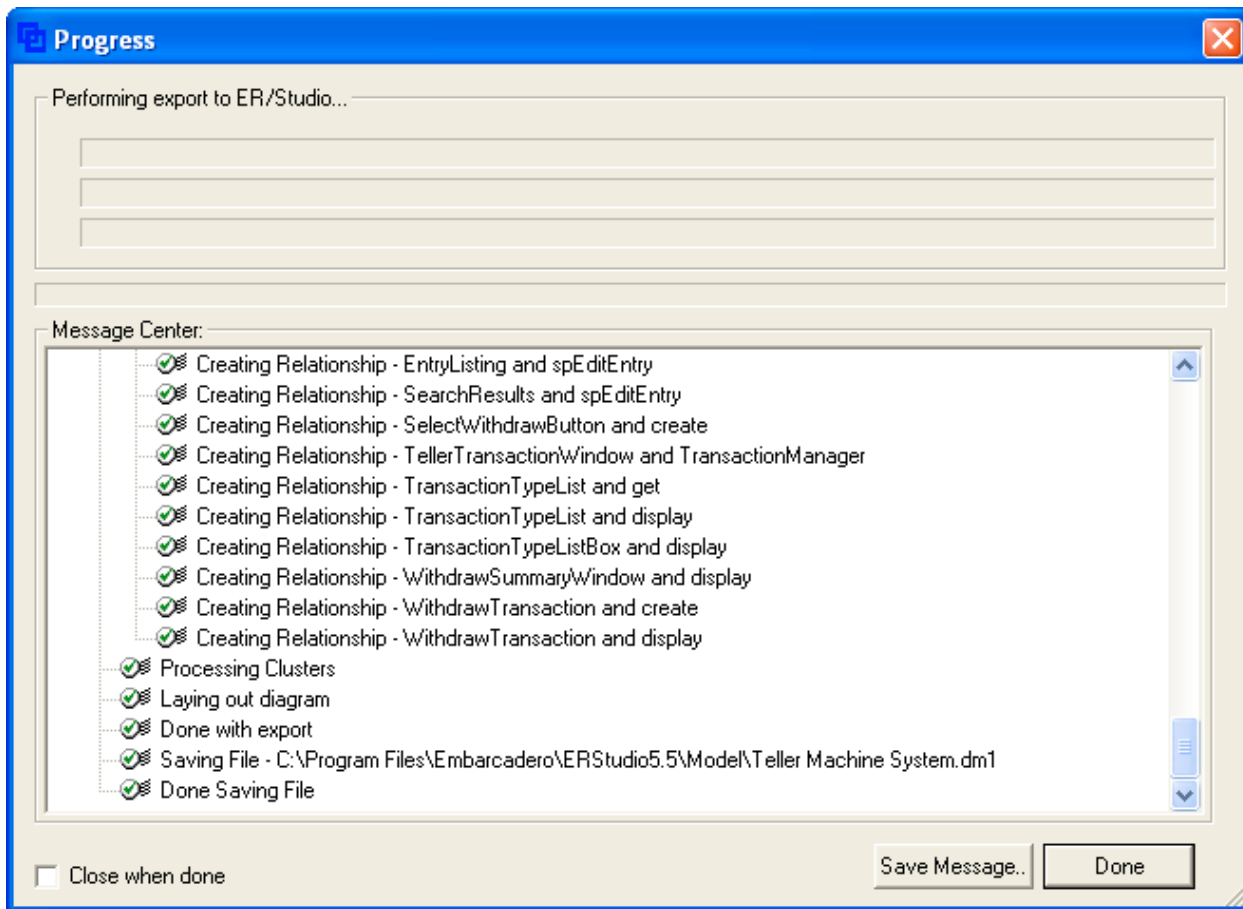 Progress
Performing export to ER/Studio...
Message Center:
Creating Relationship - EntryListing and spEditEntry
Creating Relationship - SearchResults and spEditEntry
Creating Relationship - SelectWithdrawButton and create
Creating Relationship - TellerTransactionWindow and TransactionManager
Creating Relationship - TransactionTypeList and get
Creating Relationship - TransactionTypeList and display
Creating Relationship - TransactionTypeListBox and display
Creating Relationship - WithdrawSummaryWindow and display
Creating Relationship - WithdrawTransaction and create
Creating Relationship - WithdrawTransaction and display
Processing Clusters
Laying out diagram
Done with export
Saving File - C:\Program Files\Embarcadero\ERStudio5.5\Model\Teller Machine System.dm1
Done Saving File
Close when done
Save Message..
Done